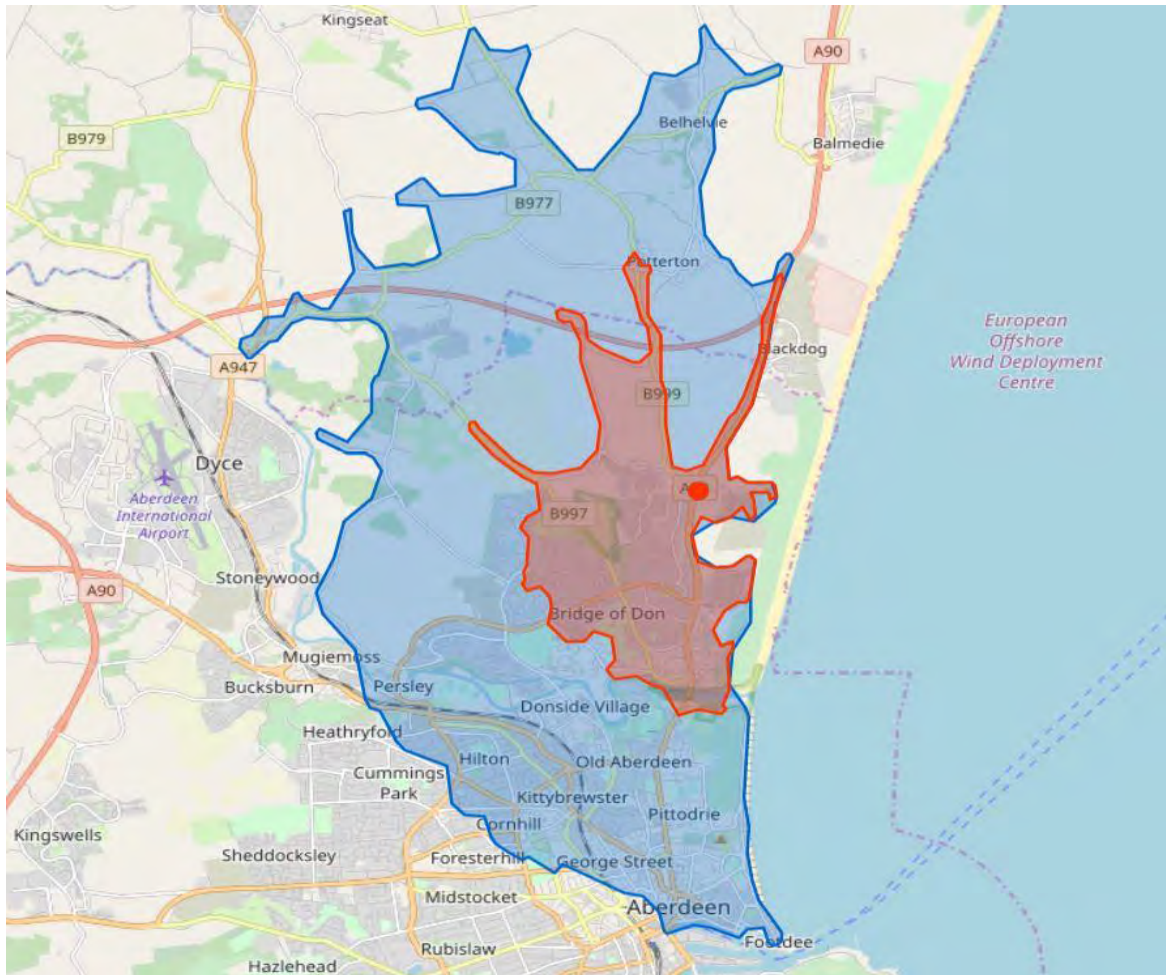 Kingseat
A90
B979
Belhelvie
Balmedie
B977
Potterton
European
Offshore
Wind Deployment
Centre
Blackdog
A947
B999
Dyce
Aberdeen
International
Airport
B997
Stoneywood
A90
Bridge of Don
Mugiemoss
Bucksburn
Persley
Donside Village
Heathryfold
Hilton
Old Aberdeen
Cummings
Park
Kittybrewster
Pittodrie
Kingswells
Cornhill
Sheddocksley
Foresterhill
George Street
Midstocket
Aberdeen
Rubislaw
Footdee
Hazlehead